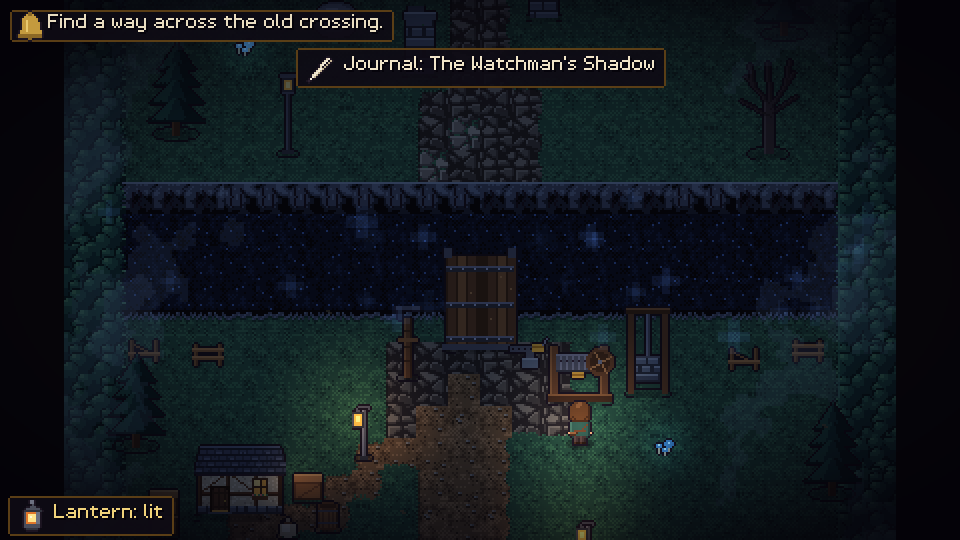 Find a way across the old crossing.
Journal: The Watchman's Shadow
Lantern: lit